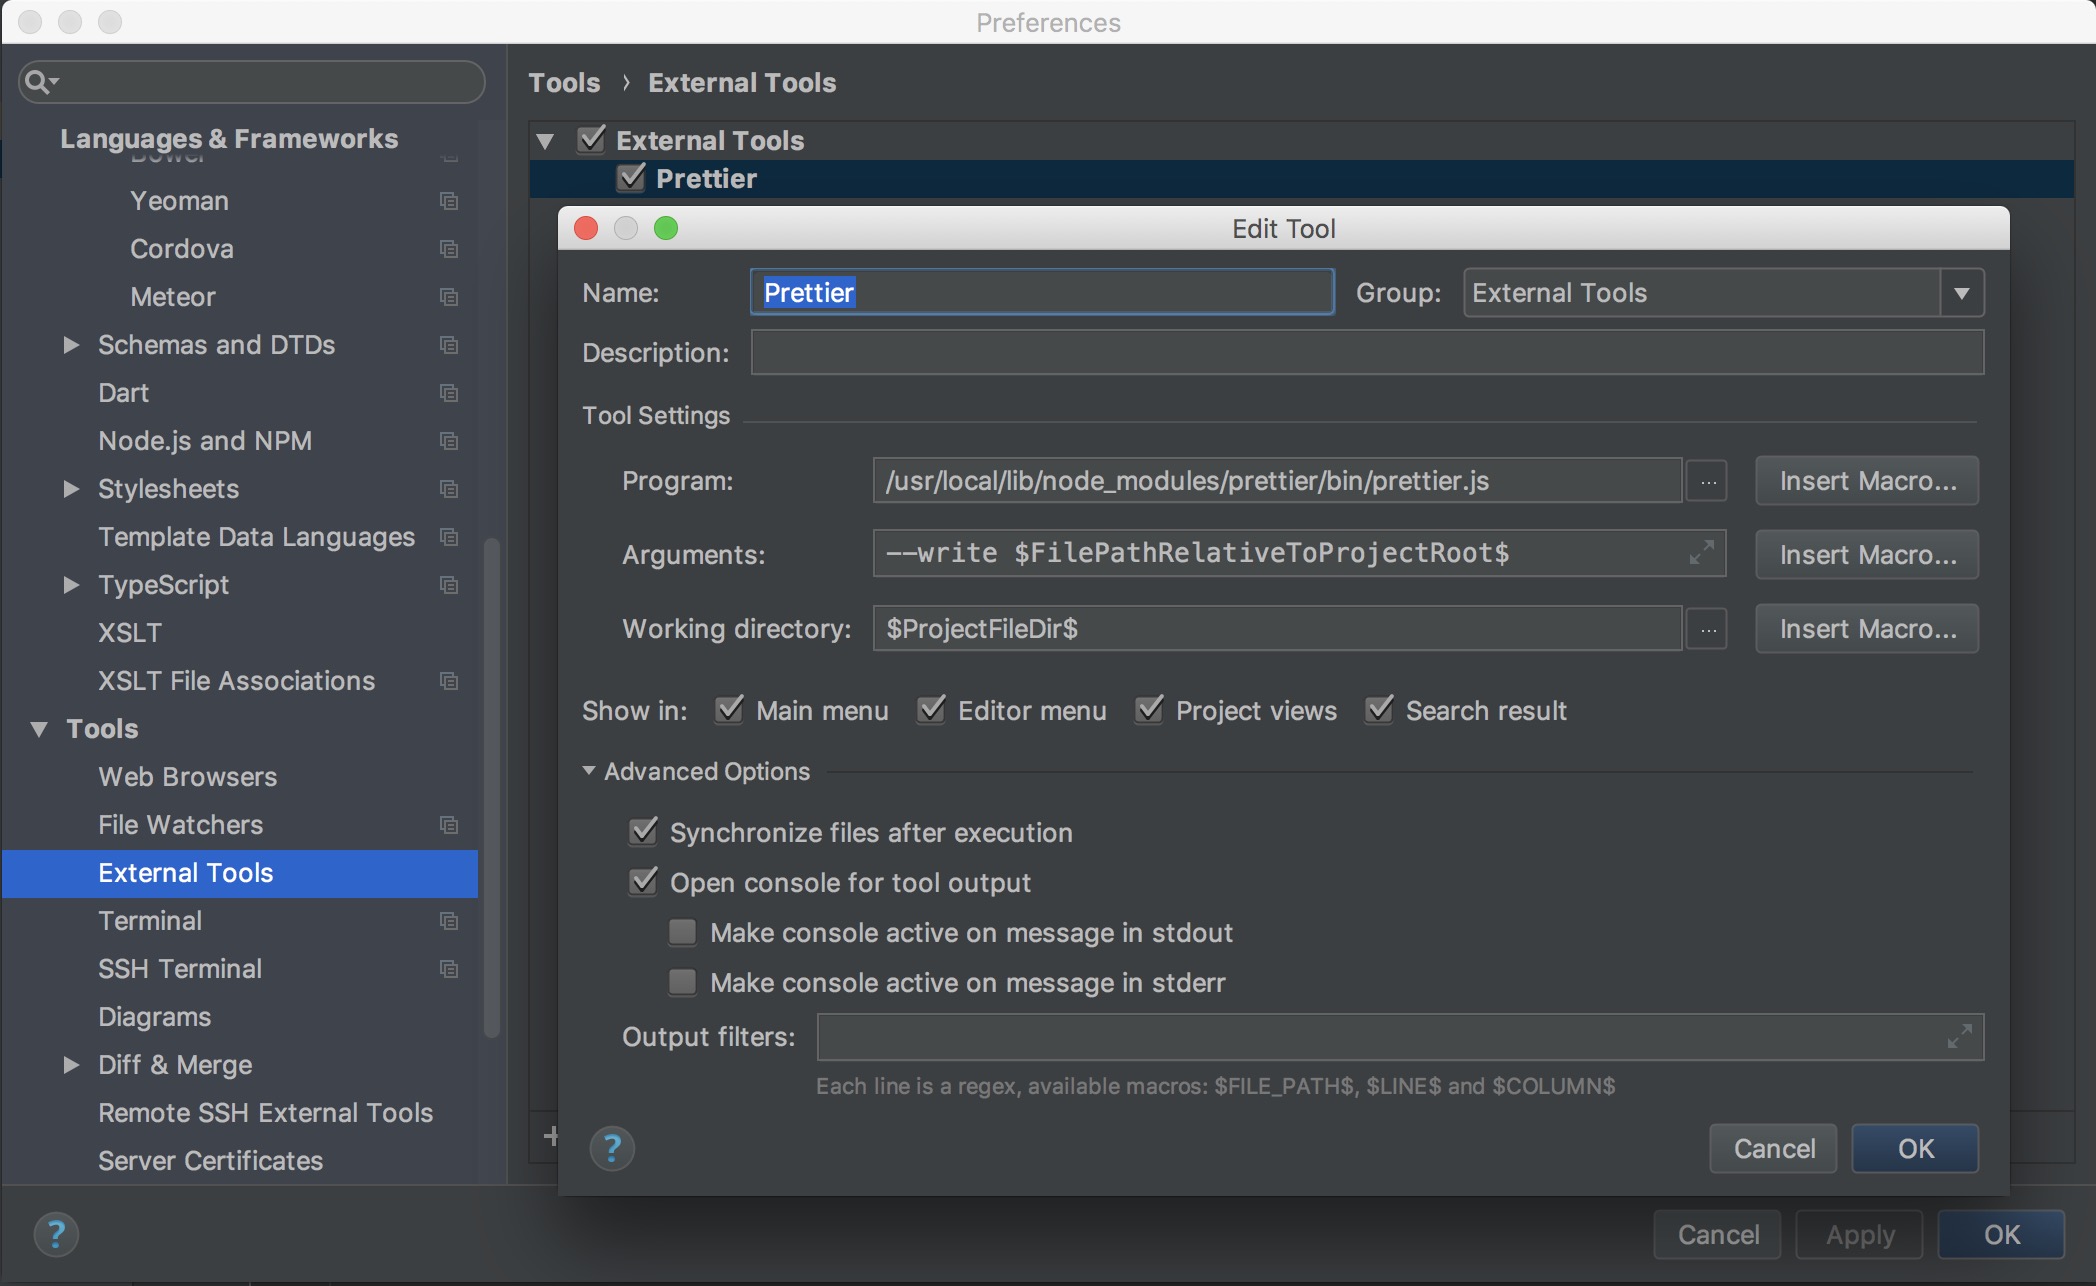 Preferences
Languages & Frameworks
Yeoman
Cordova
Meteor
Schemas and DTDs
Dart
Node.js and NPM
Stylesheets
Template Data Languages
TypeScript
XSLT
XSLT File Associations
Tools
Web Browsers
File Watchers
External Tools
Terminal
SSH Terminal
Diagrams
Diff & Merge
Remote SSH External Tools
Server Certificates
Tools › External Tools
External Tools
Prettier
Edit Tool
Name: Prettier Group: External Tools
Description:
Tool Settings
Program: /usr/local/lib/node_modules/prettier/bin/prettier.js ... Insert Macro...
Arguments: --write $FilePathRelativeToProjectRoot$ Insert Macro...
Working directory: $ProjectFileDir$ ... Insert Macro...
Show in: Main menu Editor menu Project views Search result
Advanced Options
Synchronize files after execution
Open console for tool output
Make console active on message in stdout
Make console active on message in stderr
Output filters:
Each line is a regex, available macros: $FILE_PATH$, $LINE$ and $COLUMN$
? Cancel OK
? Cancel Apply OK